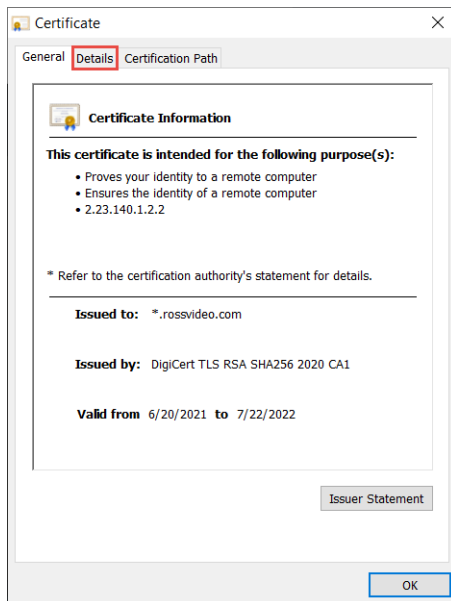 Certificate
General Details Certification Path
Certificate Information
This certificate is intended for the following purpose(s):
• Proves your identity to a remote computer
• Ensures the identity of a remote computer
• 2.23.140.1.2.2
* Refer to the certification authority's statement for details.
Issued to: *.rossvideo.com
Issued by: DigiCert TLS RSA SHA256 2020 CA1
Valid from 6/20/2021 to 7/22/2022
Issuer Statement
OK